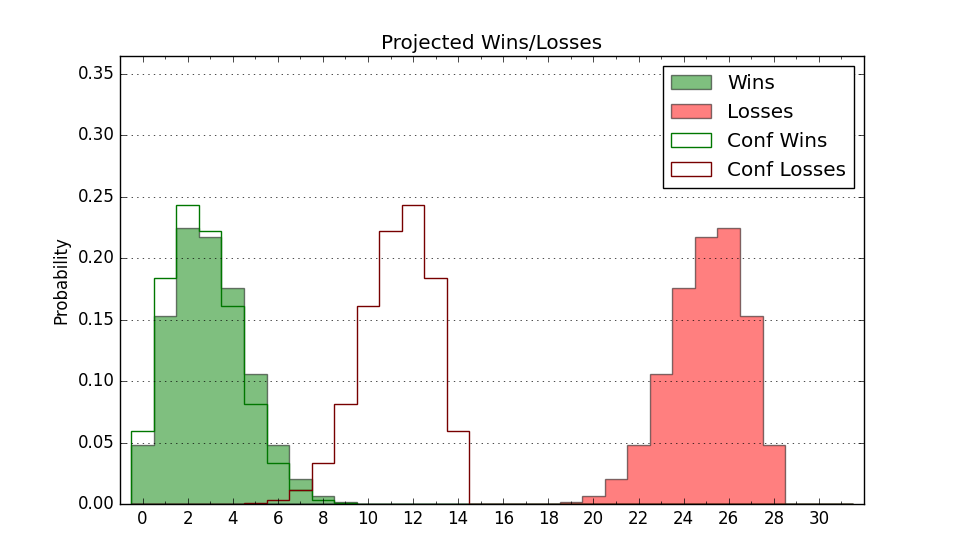 Projected Wins/Losses
0.35
0.30
0.25
0.20
0.15
0.10
0.05
0.00
Probability
Wins
Losses
Conf Wins
Conf Losses
0 2 4 6 8 10 12 14 16 18 20 22 24 26 28 30